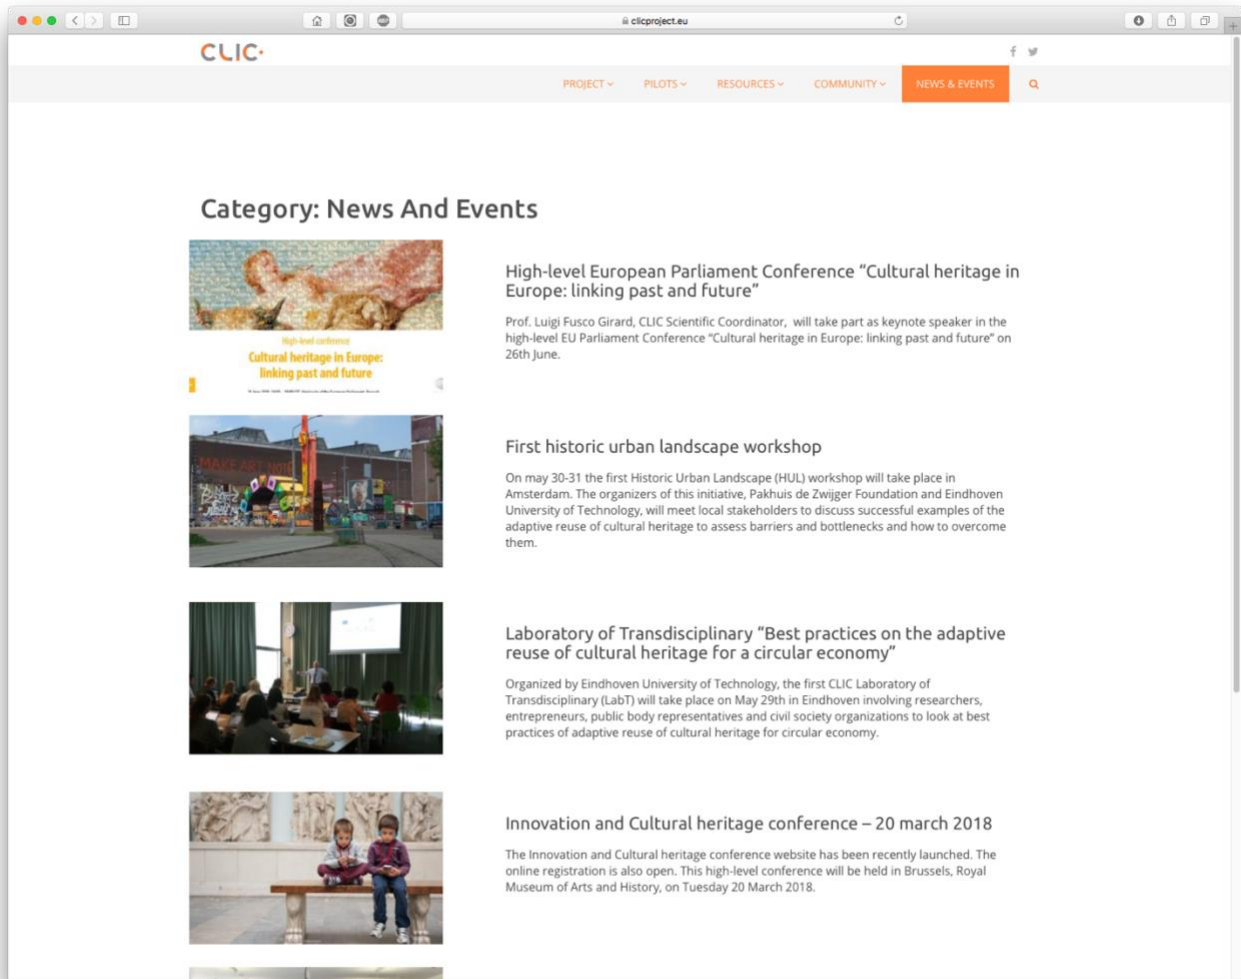 clicproject.eu
CLIC
PROJECT
PILOTS
RESOURCES
COMMUNITY
NEWS & EVENTS
Category: News And Events
High-level conference
Cultural heritage in Europe:
linking past and future
High-level European Parliament Conference “Cultural heritage in
Europe: linking past and future”
Prof. Luigi Fusco Girard, CLIC Scientific Coordinator, will take part as keynote speaker in the
high-level EU Parliament Conference “Cultural heritage in Europe: linking past and future” on
26th June.
MAKE ART NOT
First historic urban landscape workshop
On may 30-31 the first Historic Urban Landscape (HUL) workshop will take place in
Amsterdam. The organizers of this initiative, Pakhuis de Zwijger Foundation and Eindhoven
University of Technology, will meet local stakeholders to discuss successful examples of the
adaptive reuse of cultural heritage to assess barriers and bottlenecks and how to overcome
them.
Laboratory of Transdisciplinary “Best practices on the adaptive
reuse of cultural heritage for a circular economy”
Organized by Eindhoven University of Technology, the first CLIC Laboratory of
Transdisciplinary (LabT) will take place on May 29th in Eindhoven involving researchers,
entrepreneurs, public body representatives and civil society organizations to look at best
practices of adaptive reuse of cultural heritage for circular economy.
Innovation and Cultural heritage conference – 20 march 2018
The Innovation and Cultural heritage conference website has been recently launched. The
online registration is also open. This high-level conference will be held in Brussels, Royal
Museum of Arts and History, on Tuesday 20 March 2018.